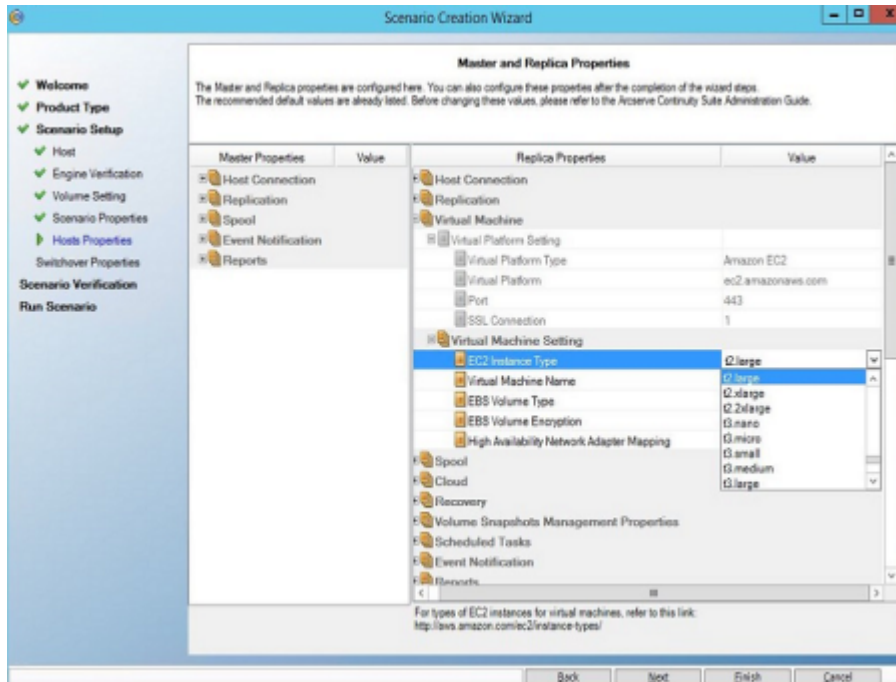 Scenario Creation Wizard
Welcome
Product Type
Scenario Setup
Host
Engine Verification
Volume Setting
Scenario Properties
Hosts Properties
Switchover Properties
Scenario Verification
Run Scenario
Master and Replica Properties
The Master and Replica properties are configured here. You can also configure these properties after the completion of the wizard steps.
The recommended default values are already listed. Before changing these values, please refer to the Arcserve Continuity Suite Administration Guide.
Master Properties Value
Host Connection
Replication
Spool
Event Notification
Reports
Replica Properties Value
Host Connection
Replication
Virtual Machine
Virtual Platform Setting
Virtual Platform Type Amazon EC2
Virtual Platform ec2.amazonaws.com
Port 443
SSL Connection 1
Virtual Machine Setting
EC2 Instance Type t2.large
Virtual Machine Name
EBS Volume Type
EBS Volume Encryption
High Availability Network Adapter Mapping
t2.large
t2.xlarge
t2.2xlarge
t3.nano
t3.micro
t3.small
t3.medium
t3.large
Spool
Cloud
Recovery
Volume Snapshots Management Properties
Scheduled Tasks
Event Notification
Reports
For types of EC2 instances for virtual machines, refer to this link:
http://aws.amazon.com/ec2/instance-types/
Back Next Finish Cancel